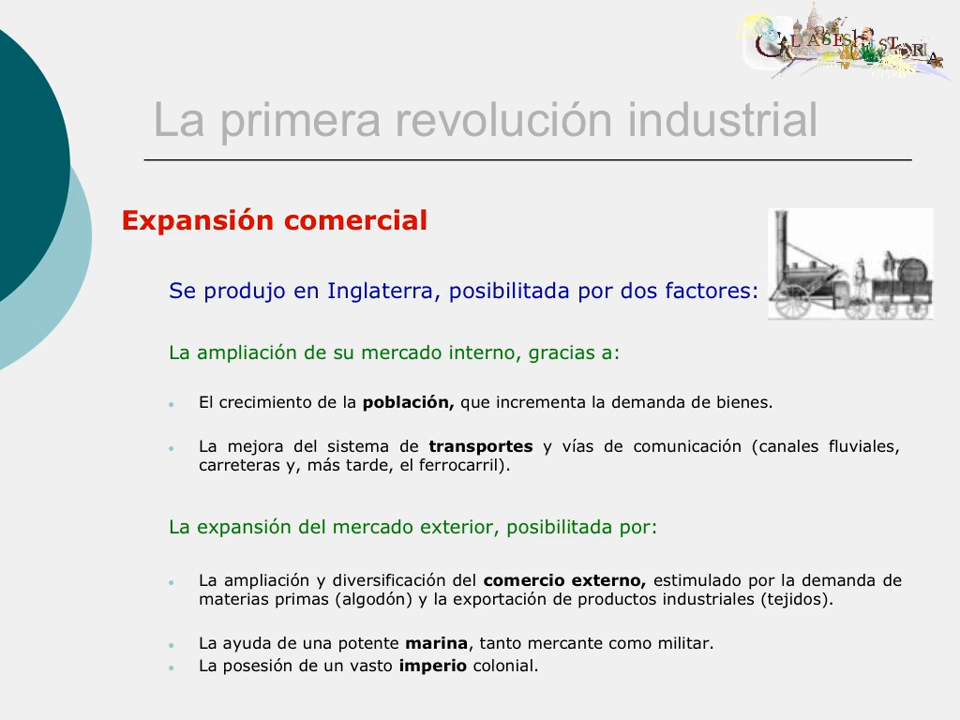 CLASES HISTORIA
La primera revolución industrial
Expansión comercial
Se produjo en Inglaterra, posibilitada por dos factores:
La ampliación de su mercado interno, gracias a:
El crecimiento de la población, que incrementa la demanda de bienes.
La mejora del sistema de transportes y vías de comunicación (canales fluviales,
carreteras y, más tarde, el ferrocarril).
La expansión del mercado exterior, posibilitada por:
La ampliación y diversificación del comercio externo, estimulado por la demanda de
materias primas (algodón) y la exportación de productos industriales (tejidos).
La ayuda de una potente marina, tanto mercante como militar.
La posesión de un vasto imperio colonial.